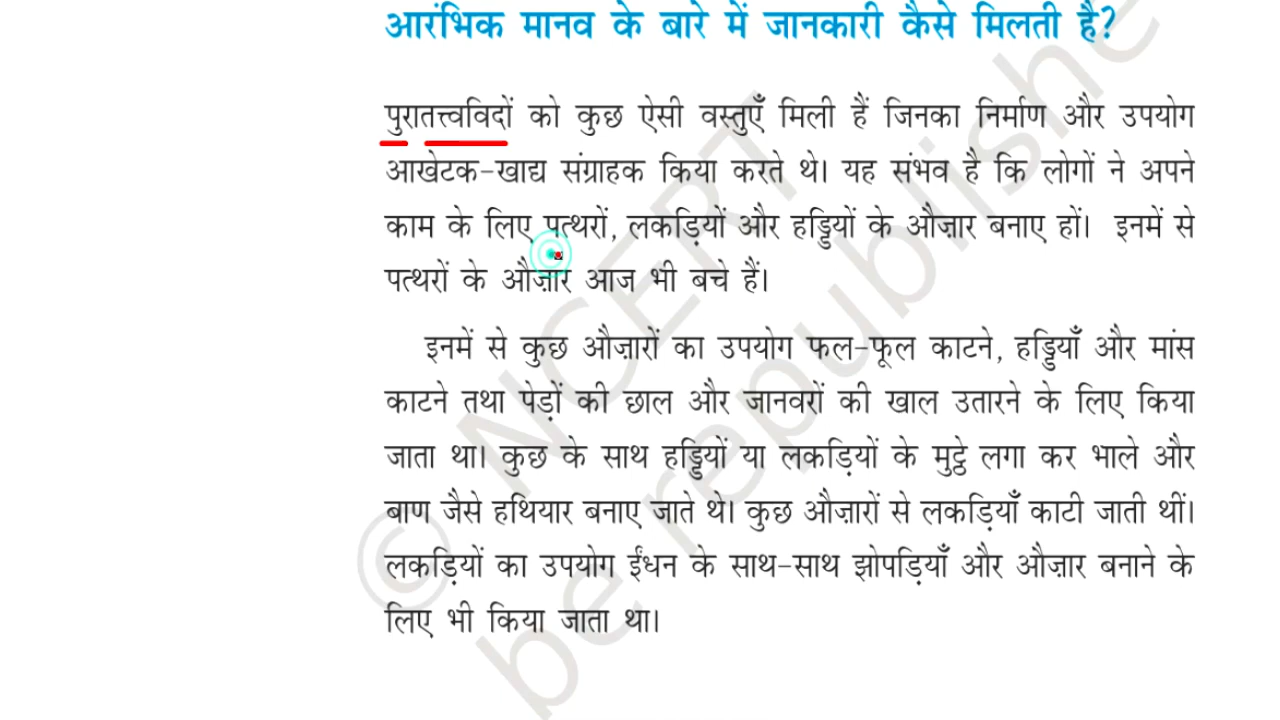 आरंभिक मानव के बारे में जानकारी कैसे मिलती है?
पुरातत्त्वविदों को कुछ ऐसी वस्तुएँ मिली हैं जिनका निर्माण और उपयोग
आखेटक-खाद्य संग्राहक किया करते थे। यह संभव है कि लोगों ने अपने
काम के लिए पत्थरों, लकड़ियों और हड्डियों के औज़ार बनाए हों। इनमें से
पत्थरों के औज़ार आज भी बचे हैं।
इनमें से कुछ औज़ारों का उपयोग फल-फूल काटने, हड्डियाँ और मांस
काटने तथा पेड़ों की छाल और जानवरों की खाल उतारने के लिए किया
जाता था। कुछ के साथ हड्डियों या लकड़ियों के मुट्ठे लगा कर भाले और
बाण जैसे हथियार बनाए जाते थे। कुछ औज़ारों से लकड़ियाँ काटी जाती थीं।
लकड़ियों का उपयोग ईंधन के साथ-साथ झोपड़ियाँ और औज़ार बनाने के
लिए भी किया जाता था।
© NCERT
be republishe